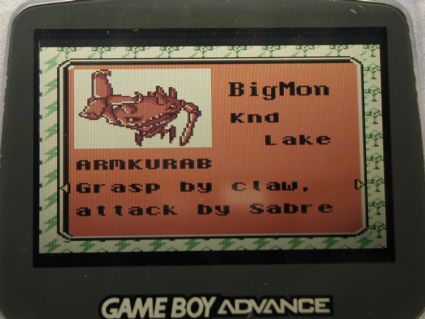 BigMon
Knd
Lake
ARMKURAB
Grasp by claw,
attack by Sabre
GAME BOY ADVANCE